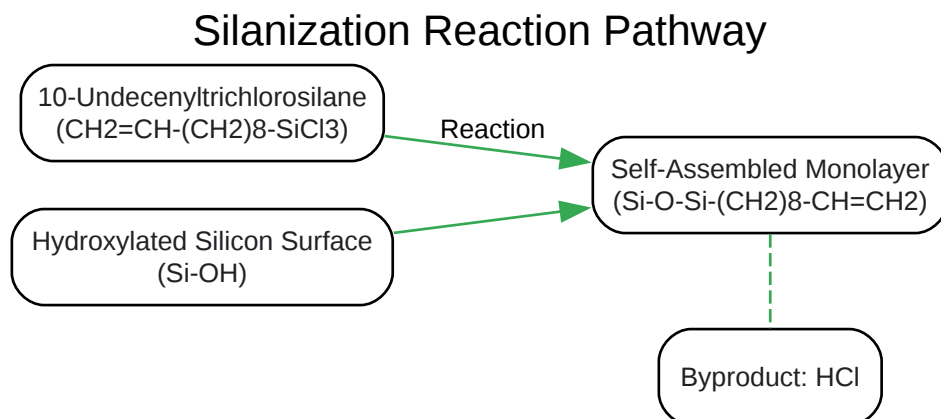 Silanization Reaction Pathway
10-Undecenyltrichlorosilane
(CH2=CH-(CH2)8-SiCl3)
Reaction
Self-Assembled Monolayer
(Si-O-Si-(CH2)8-CH=CH2)
Hydroxylated Silicon Surface
(Si-OH)
Byproduct: HCl